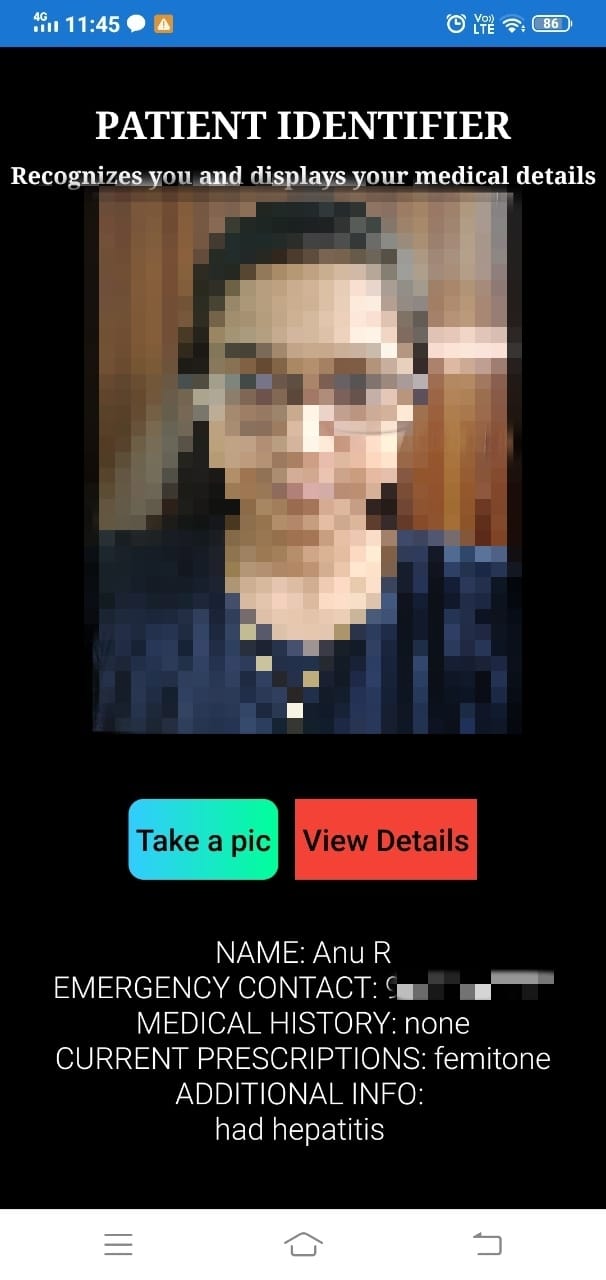 4G
11:45
Vo))
LTE
86
PATIENT IDENTIFIER
Recognizes you and displays your medical details
Take a pic
View Details
NAME: Anu R
EMERGENCY CONTACT:
MEDICAL HISTORY: none
CURRENT PRESCRIPTIONS: femitone
ADDITIONAL INFO:
had hepatitis